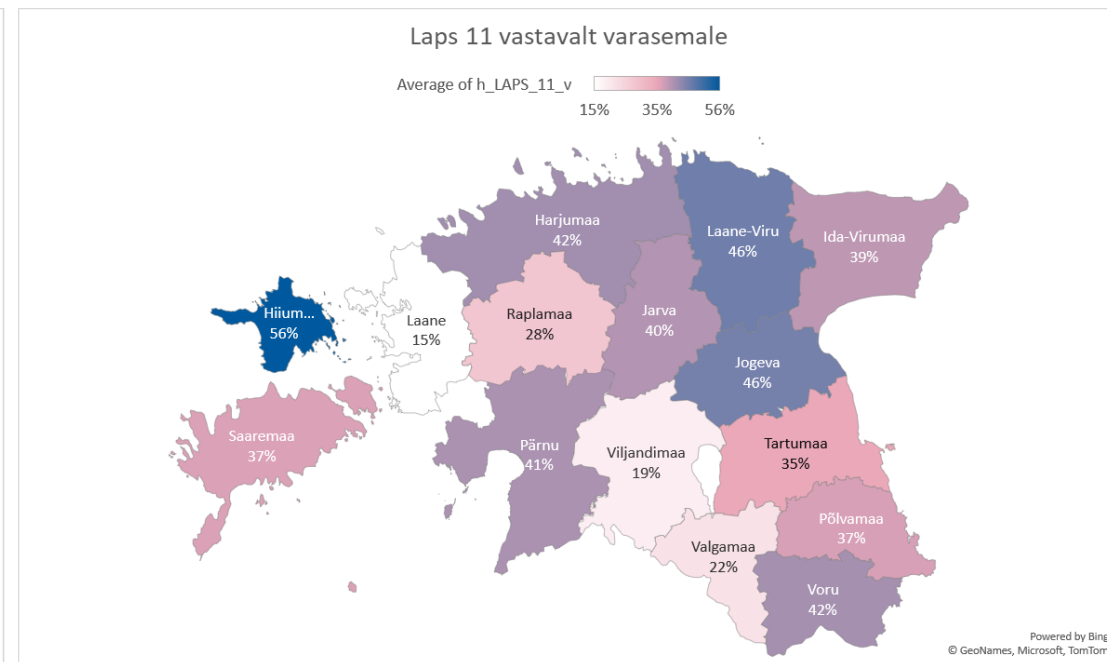 Laps 11 vastavalt varasemale
Average of h_LAPS_11_v
15% 35% 56%
Harjumaa
42%
Laane-Viru
46%
Ida-Virumaa
39%
Hiium...
56%
Laane
15%
Raplamaa
28%
Jarva
40%
Jogeva
46%
Saaremaa
37%
Pärnu
41%
Viljandimaa
19%
Tartumaa
35%
Põlvamaa
37%
Valgamaa
22%
Voru
42%
Powered by Bing
© GeoNames, Microsoft, TomTom